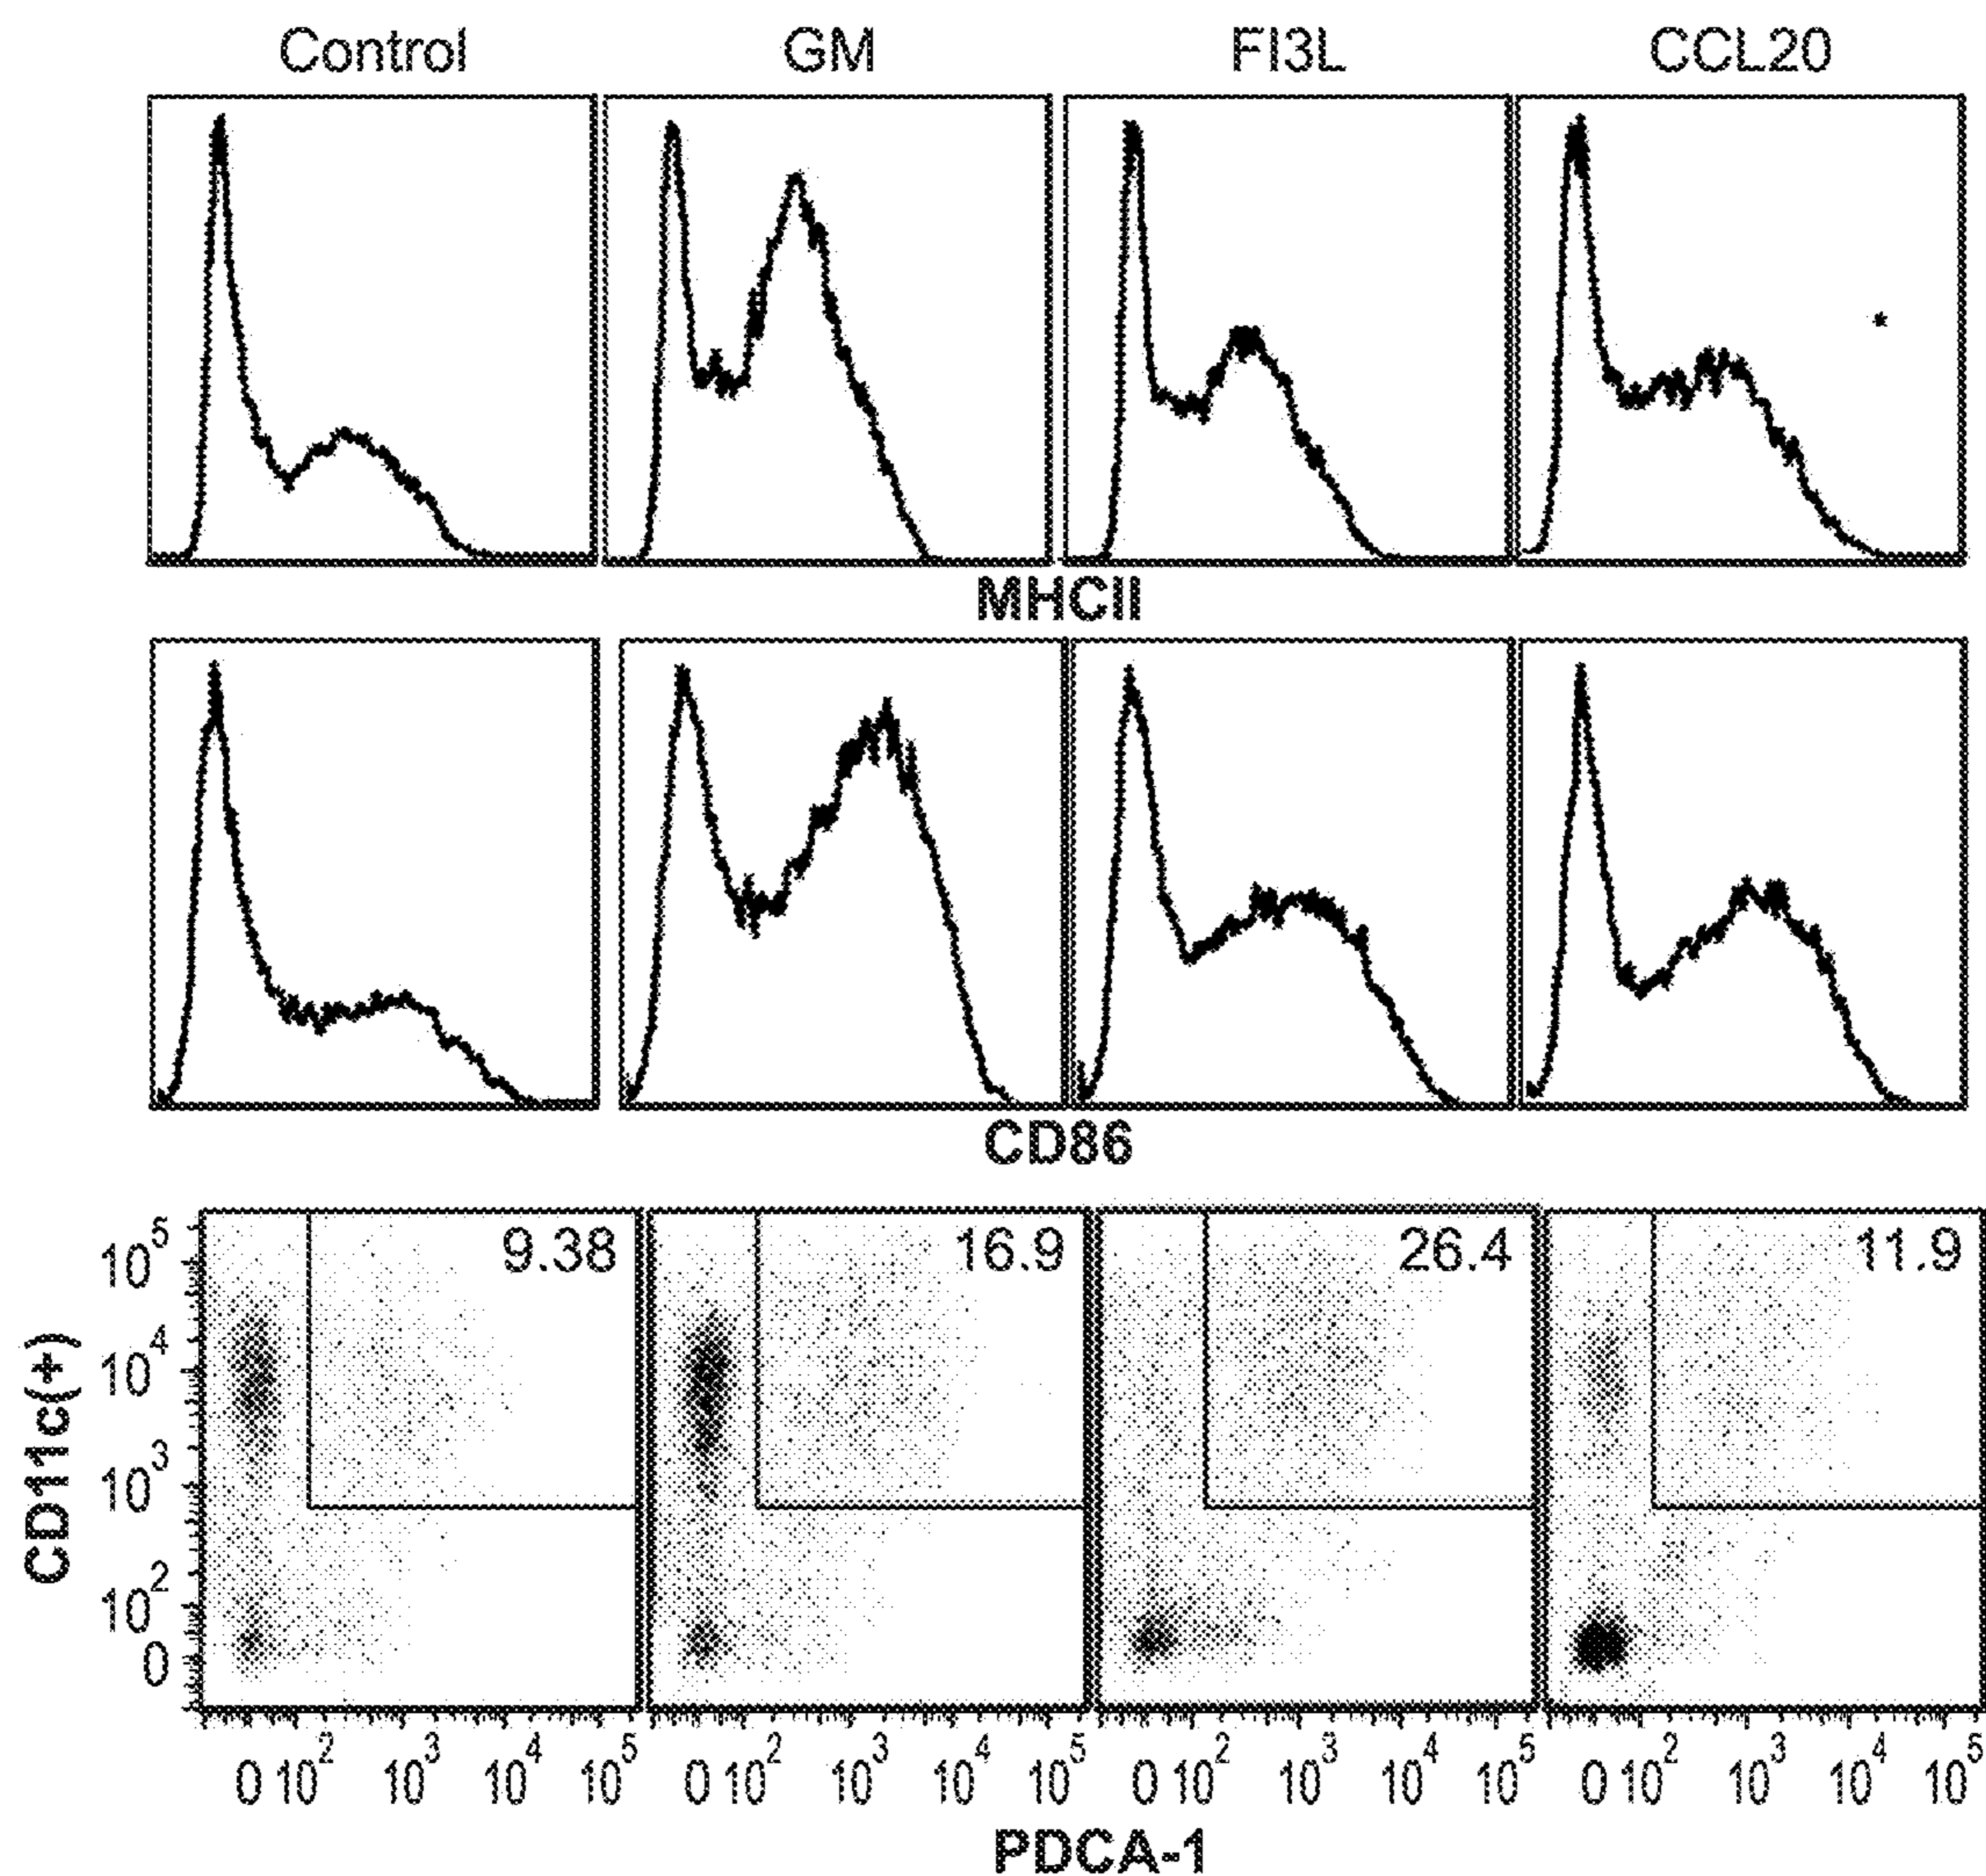 Control GM FI3L CCL20
*
MHCII
CD86
9.38 16.9 26.4 11.9
CD11c(+)
10^5
10^4
10^3
10^2
0
0 10^2 10^3 10^4 10^5 0 10^2 10^3 10^5 0 10^2 10^3 10^4 10^5 0 10^2 10^3 10^4 10^5
PDCA-1